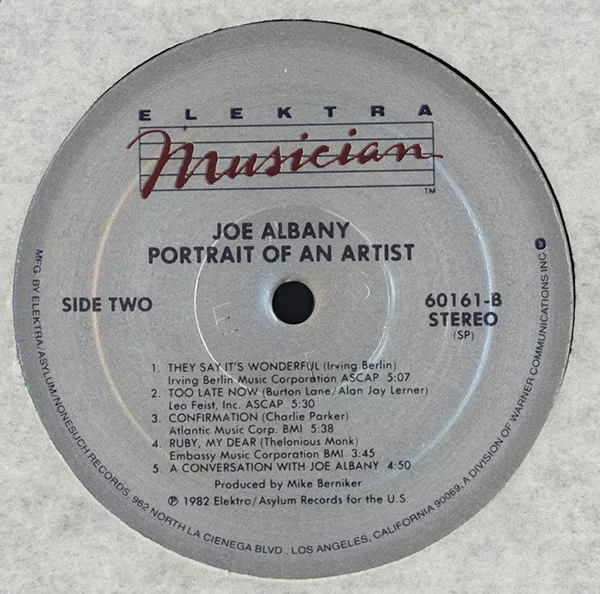 ELEKTRA
Musician
TM
JOE ALBANY
PORTRAIT OF AN ARTIST
SIDE TWO
60161-B
STEREO
(SP)
1. THEY SAY IT'S WONDERFUL (Irving Berlin)
Irving Berlin Music Corporation ASCAP 5:07
2. TOO LATE NOW (Burton Lane/Alan Jay Lerner)
Leo Feist, Inc. ASCAP 5:30
3. CONFIRMATION (Charlie Parker)
Atlantic Music Corp. BMI 5:38
4. RUBY, MY DEAR (Thelonious Monk)
Embassy Music Corporation BMI 3:45
5. A CONVERSATION WITH JOE ALBANY 4:50
Produced by Mike Berniker
℗ 1982 Elektra/Asylum Records for the U.S.
MFG. BY ELEKTRA/ASYLUM/NONESUCH RECORDS, 962 NORTH LA CIENEGA BLVD., LOS ANGELES, CALIFORNIA 90069, A DIVISION OF WARNER COMMUNICATIONS INC.